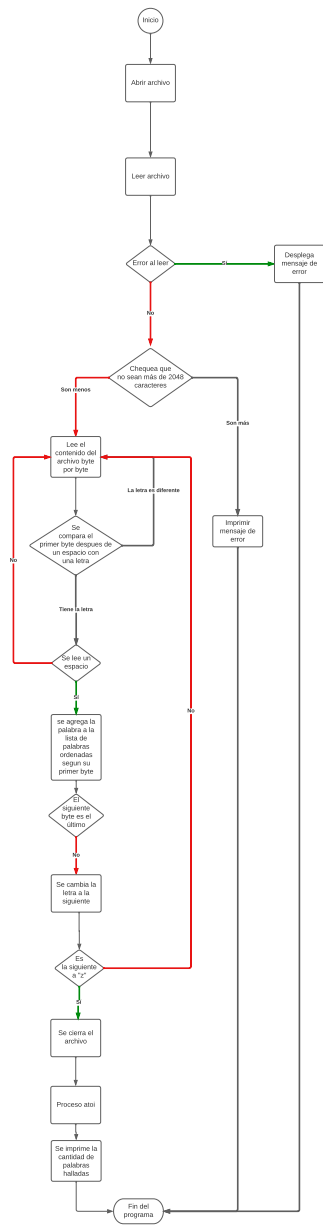 Inicio
Abrir archivo
Leer archivo
Error al leer
Si
Desplega
mensaje de
error
No
Chequea que
no sean más de 2048
caracteres
Son menos
Son más
Lee el
contenido del
archivo byte
por byte
La letra es diferente
Imprimir
mensaje de
error
Se
compara el
primer byte despues de
un espacio con
una letra
No
Tiene la letra
Se lee un
espacio
Si
No
se agrega la
palabra a la
lista de
palabras
ordenadas
segun su
primer byte
El
siguiente
byte es el
último
No
Se cambia la
letra a la
siguiente
Es
la siguiente
a "z"
Si
Se cierra el
archivo
Proceso atoi
Se imprime la
cantidad de
palabras
halladas
Fin del
programa